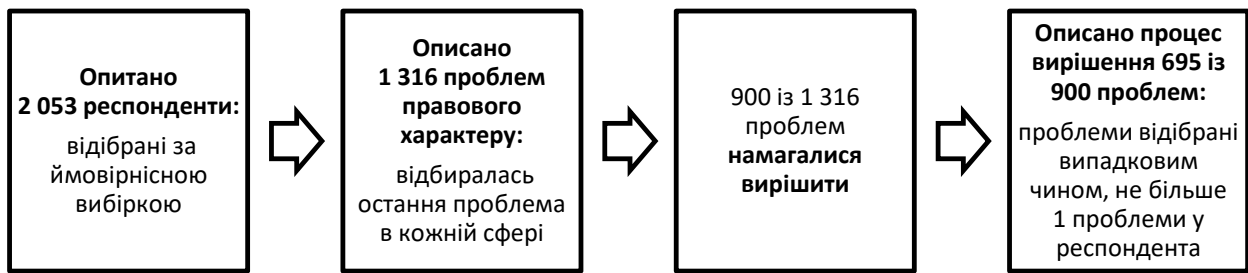 Опитано
2 053 респонденти:
відібрані за
ймовірнісною
вибіркою
Описано
1 316 проблем
правового
характеру:
відбиралась
остання проблема
в кожній сфері
900 із 1 316
проблем
намагалися
вирішити
Описано процес
вирішення 695 із
900 проблем:
проблеми відібрані
випадковим
чином, не більше
1 проблеми у
респондента